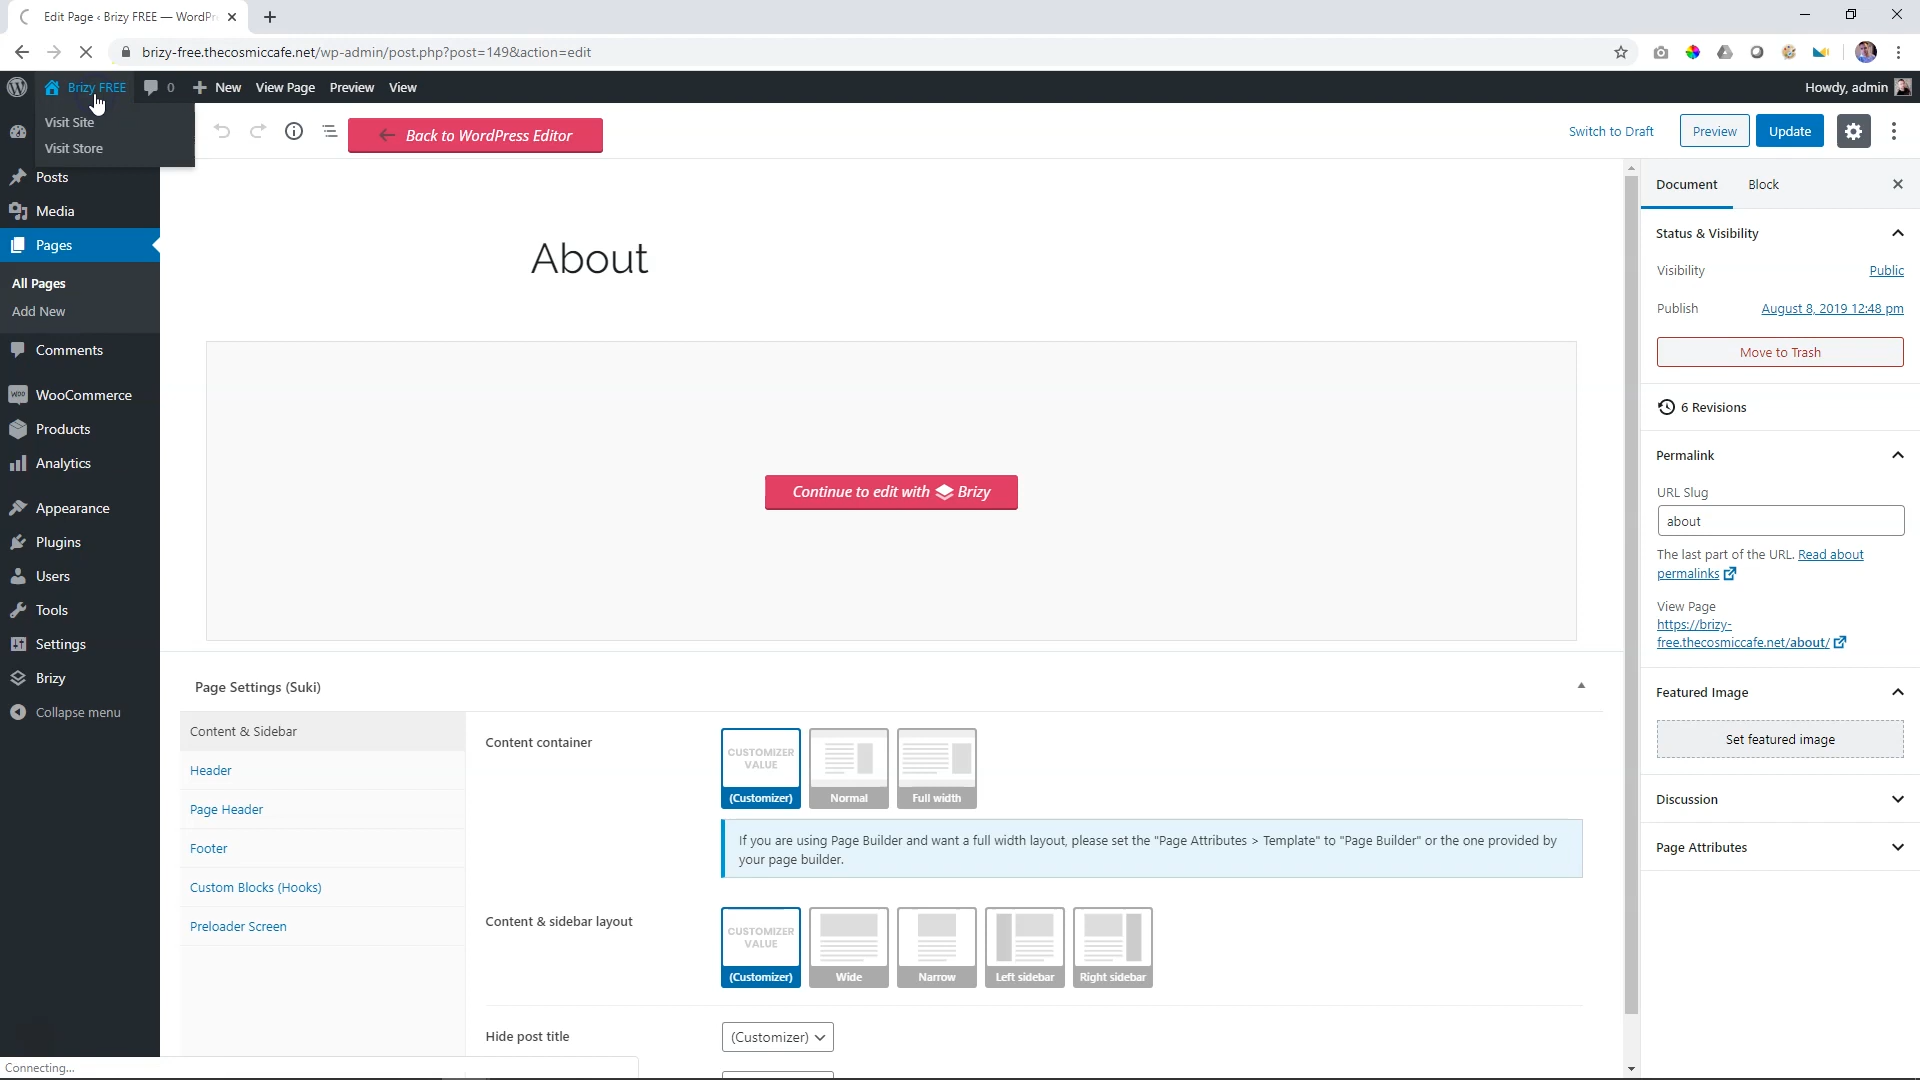 Edit Page ‹ Brizy FREE — WordPr
brizy-free.thecosmiccafe.net/wp-admin/post.php?post=149&action=edit
Brizy FREE
0
New
View Page
Preview
View
Howdy, admin
Visit Site
Visit Store
Back to WordPress Editor
Switch to Draft
Preview
Update
Posts
Media
Pages
All Pages
Add New
Comments
WooCommerce
Products
Analytics
Appearance
Plugins
Users
Tools
Settings
Brizy
Collapse menu
About
Continue to edit with Brizy
Page Settings (Suki)
Content & Sidebar
Header
Page Header
Footer
Custom Blocks (Hooks)
Preloader Screen
Content container
CUSTOMIZER
VALUE
(Customizer)
Normal
Full width
If you are using Page Builder and want a full width layout, please set the "Page Attributes > Template" to "Page Builder" or the one provided by
your page builder.
Content & sidebar layout
CUSTOMIZER
VALUE
(Customizer)
Wide
Narrow
Left sidebar
Right sidebar
Hide post title
(Customizer)
Document
Block
Status & Visibility
Visibility
Public
Publish
August 8, 2019 12:48 pm
Move to Trash
6 Revisions
Permalink
URL Slug
about
The last part of the URL. Read about
permalinks
View Page
https://brizy-
free.thecosmiccafe.net/about/
Featured Image
Set featured image
Discussion
Page Attributes
Connecting...